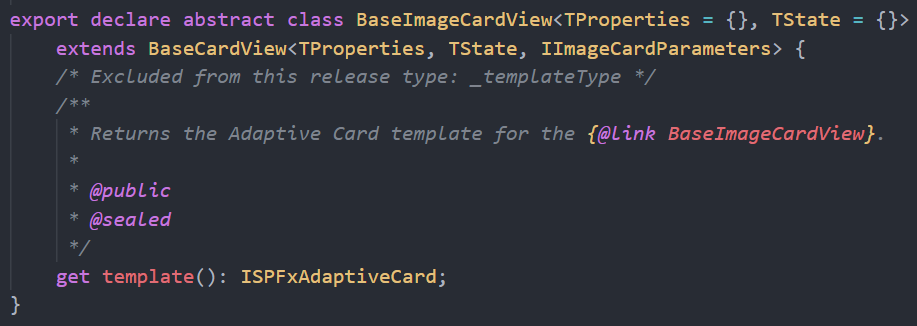 export declare abstract class BaseImageCardView<TProperties = {}, TState = {}>
extends BaseCardView<TProperties, TState, IImageCardParameters> {
/* Excluded from this release type: _templateType */
/**
* Returns the Adaptive Card template for the {@link BaseImageCardView}.
*
* @public
* @sealed
*/
get template(): ISPFxAdaptiveCard;
}